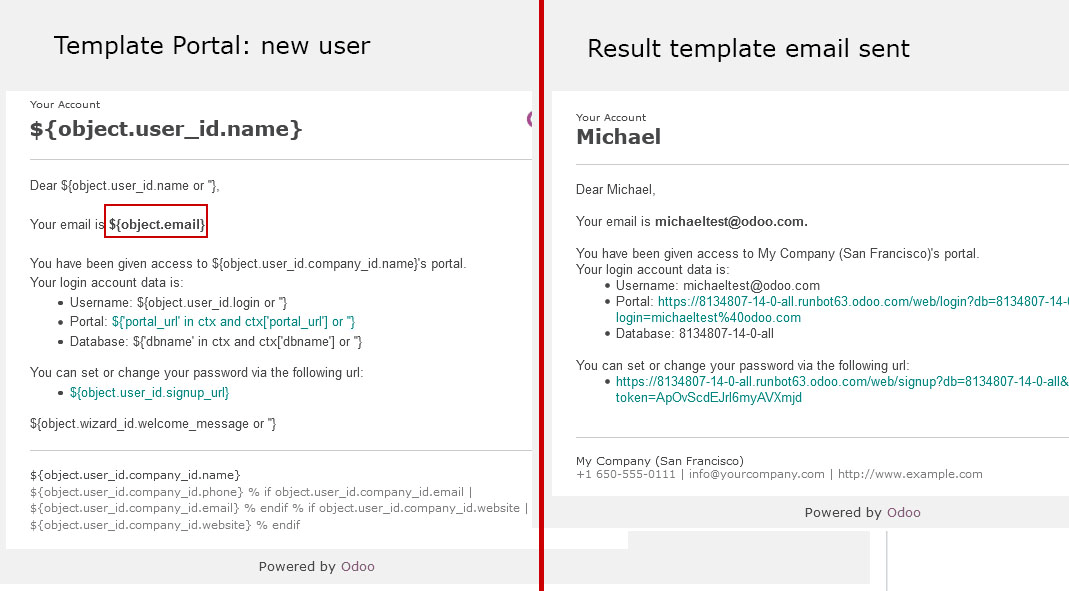 Template Portal: new user
Your Account
${object.user_id.name}
Dear ${object.user_id.name or ''},
Your email is ${object.email}
You have been given access to ${object.user_id.company_id.name}'s portal.
Your login account data is:
• Username: ${object.user_id.login or ''}
• Portal: ${'portal_url' in ctx and ctx['portal_url'] or ''}
• Database: ${'dbname' in ctx and ctx['dbname'] or ''}
You can set or change your password via the following url:
• ${object.user_id.signup_url}
${object.wizard_id.welcome_message or ''}
${object.user_id.company_id.name}
${object.user_id.company_id.phone} % if object.user_id.company_id.email |
${object.user_id.company_id.email} % endif % if object.user_id.company_id.website |
${object.user_id.company_id.website} % endif
Powered by Odoo
Result template email sent
Your Account
Michael
Dear Michael,
Your email is michaeltest@odoo.com.
You have been given access to My Company (San Francisco)'s portal.
Your login account data is:
• Username: michaeltest@odoo.com
• Portal: https://8134807-14-0-all.runbot63.odoo.com/web/login?db=8134807-14-0
login=michaeltest%40odoo.com
• Database: 8134807-14-0-all
You can set or change your password via the following url:
• https://8134807-14-0-all.runbot63.odoo.com/web/signup?db=8134807-14-0-all&
token=ApOvScdEJrl6myAVXmjd
My Company (San Francisco)
+1 650-555-0111 | info@yourcompany.com | http://www.example.com
Powered by Odoo